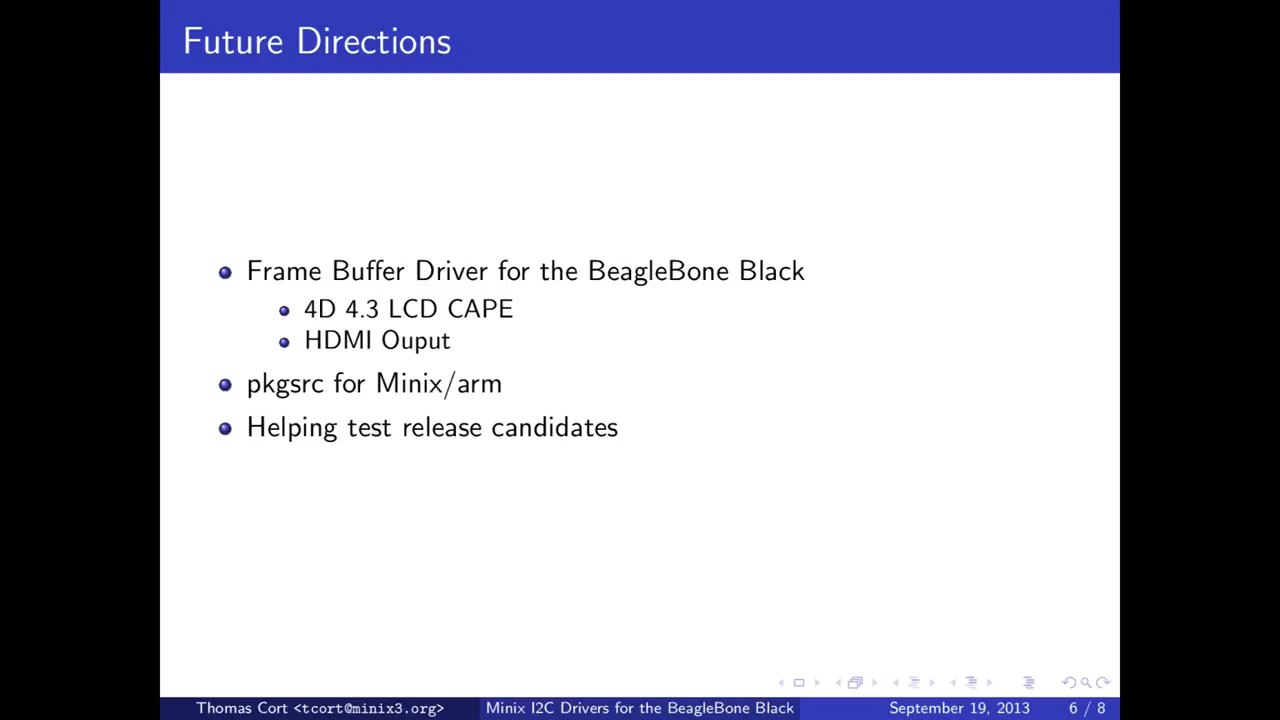 Future Directions
Frame Buffer Driver for the BeagleBone Black
4D 4.3 LCD CAPE
HDMI Ouput
pkgsrc for Minix/arm
Helping test release candidates
Thomas Cort <tcort@minix3.org> Minix I2C Drivers for the BeagleBone Black September 19, 2013 6 / 8